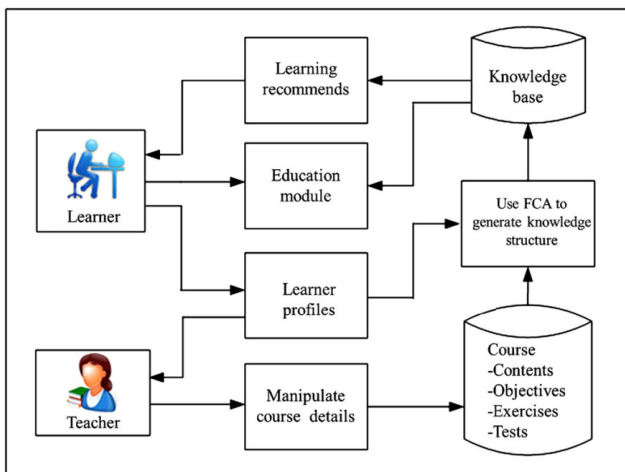 Learning
recommends
Knowledge
base
Learner
Education
module
Use FCA to
generate knowledge
structure
Learner
profiles
Teacher
Manipulate
course details
Course
-Contents
-Objectives
-Exercises
-Tests